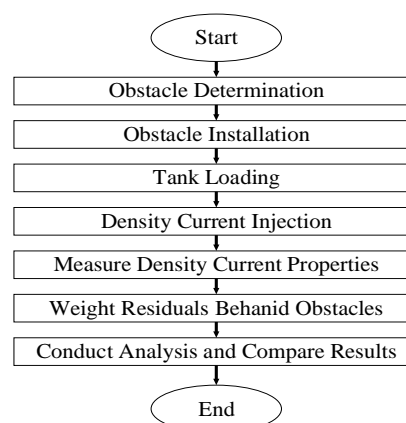 Start
Obstacle Determination
Obstacle Installation
Tank Loading
Density Current Injection
Measure Density Current Properties
Weight Residuals Behanid Obstacles
Conduct Analysis and Compare Results
End